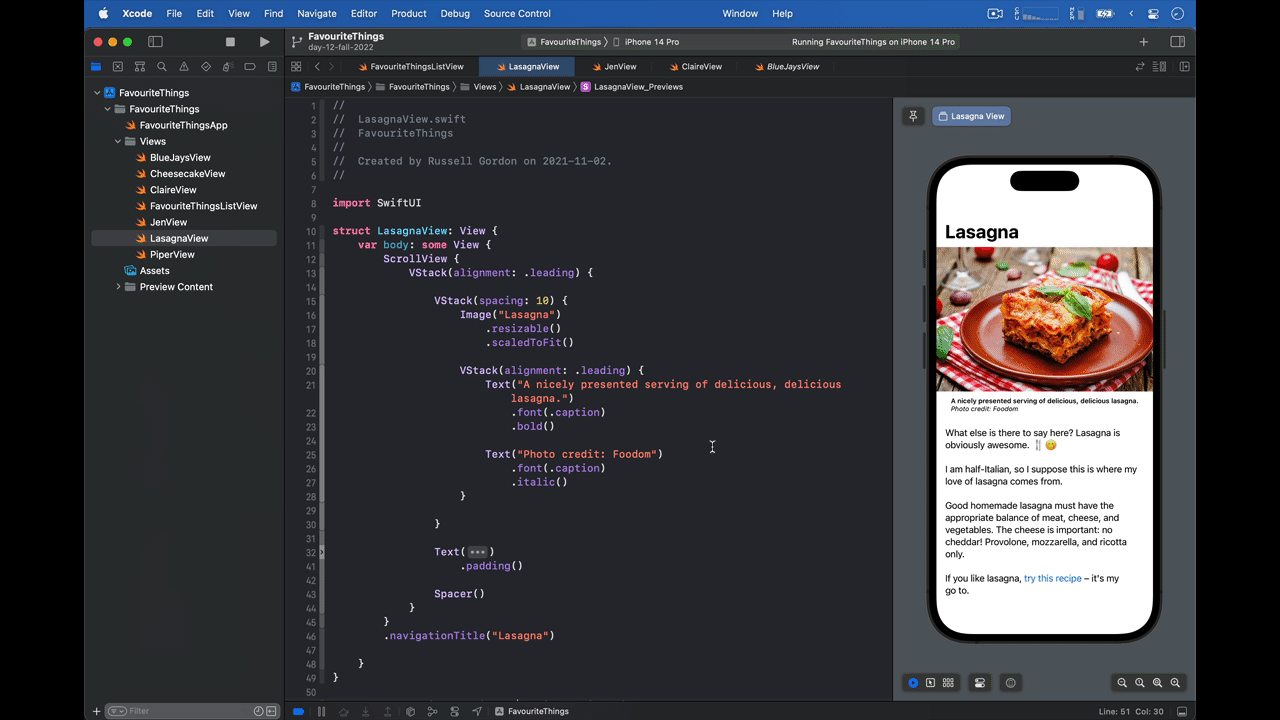 Xcode File Edit View Find Navigate Editor Product Debug Source Control Window Help
FavouriteThings
day-12-fall-2022
FavouriteThings iPhone 14 Pro Running FavouriteThings on iPhone 14 Pro
FavouriteThingsListView LasagnaView JenView ClaireView BlueJaysView
FavouriteThings FavouriteThings Views LasagnaView LasagnaView_Previews
FavouriteThings
FavouriteThings
FavouriteThingsApp
Views
BlueJaysView
CheesecakeView
ClaireView
FavouriteThingsListView
JenView
LasagnaView
PiperView
Assets
Preview Content
Filter
1 //
2 // LasagnaView.swift
3 // FavouriteThings
4 //
5 // Created by Russell Gordon on 2021-11-02.
6 //
7
8 import SwiftUI
9
10 struct LasagnaView: View {
11 var body: some View {
12 ScrollView {
13 VStack(alignment: .leading) {
14
15 VStack(spacing: 10) {
16 Image("Lasagna")
17 .resizable()
18 .scaledToFit()
19
20 VStack(alignment: .leading) {
21 Text("A nicely presented serving of delicious, delicious
lasagna.")
22 .font(.caption)
23 .bold()
24
25 Text("Photo credit: Foodom")
26 .font(.caption)
27 .italic()
28 }
29
30 }
31
32 Text(•••)
41 .padding()
42
43 Spacer()
44 }
45 }
46 .navigationTitle("Lasagna")
47
48 }
49 }
50
Lasagna View
Lasagna
A nicely presented serving of delicious, delicious lasagna.
Photo credit: Foodom
What else is there to say here? Lasagna is
obviously awesome. 🍴😋
I am half-Italian, so I suppose this is where my
love of lasagna comes from.
Good homemade lasagna must have the
appropriate balance of meat, cheese, and
vegetables. The cheese is important: no
cheddar! Provolone, mozzarella, and ricotta
only.
If you like lasagna, try this recipe – it's my
go to.
FavouriteThings
Line: 51 Col: 30